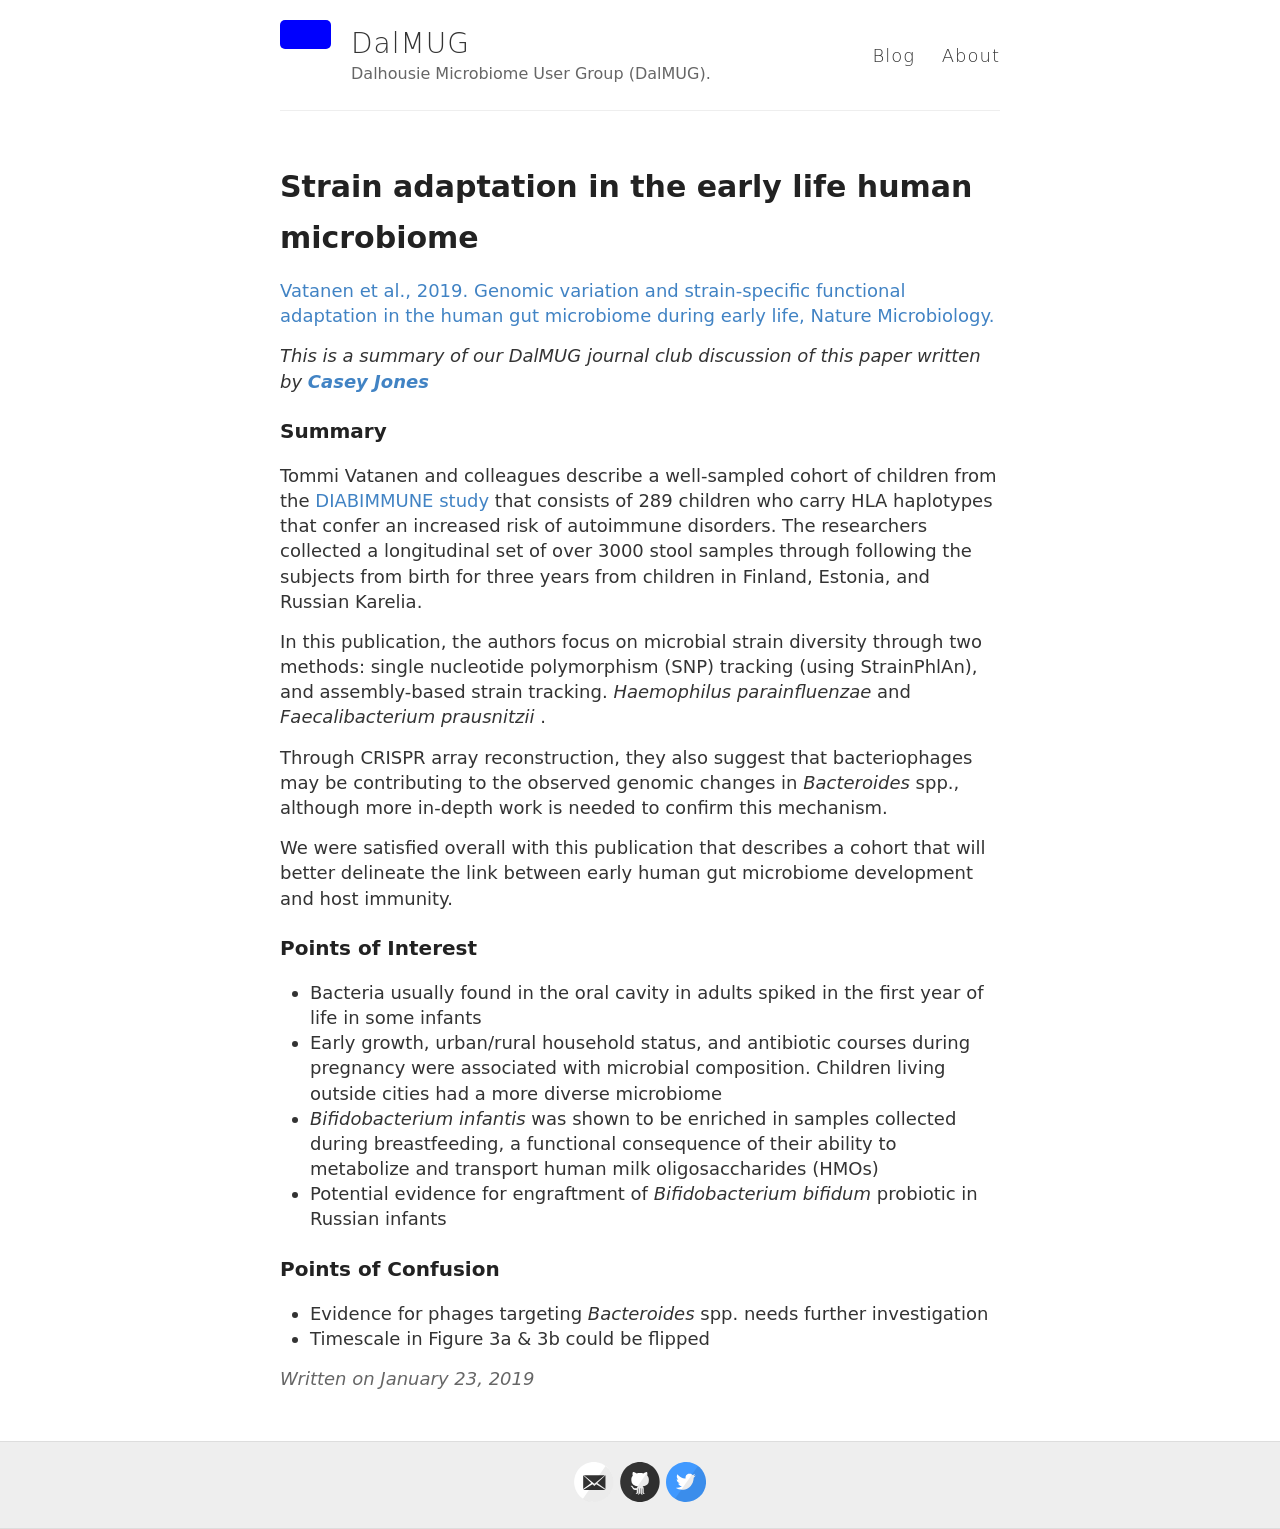 DalMUG
Dalhousie Microbiome User Group (DalMUG).
Blog About
Strain adaptation in the early life human
microbiome
Vatanen et al., 2019. Genomic variation and strain-specific functional
adaptation in the human gut microbiome during early life, Nature Microbiology.
This is a summary of our DalMUG journal club discussion of this paper written
by Casey Jones
Summary
Tommi Vatanen and colleagues describe a well-sampled cohort of children from
the DIABIMMUNE study that consists of 289 children who carry HLA haplotypes
that confer an increased risk of autoimmune disorders. The researchers
collected a longitudinal set of over 3000 stool samples through following the
subjects from birth for three years from children in Finland, Estonia, and
Russian Karelia.
In this publication, the authors focus on microbial strain diversity through two
methods: single nucleotide polymorphism (SNP) tracking (using StrainPhlAn),
and assembly-based strain tracking. Haemophilus parainfluenzae and
Faecalibacterium prausnitzii .
Through CRISPR array reconstruction, they also suggest that bacteriophages
may be contributing to the observed genomic changes in Bacteroides spp.,
although more in-depth work is needed to confirm this mechanism.
We were satisfied overall with this publication that describes a cohort that will
better delineate the link between early human gut microbiome development
and host immunity.
Points of Interest
• Bacteria usually found in the oral cavity in adults spiked in the first year of
life in some infants
• Early growth, urban/rural household status, and antibiotic courses during
pregnancy were associated with microbial composition. Children living
outside cities had a more diverse microbiome
• Bifidobacterium infantis was shown to be enriched in samples collected
during breastfeeding, a functional consequence of their ability to
metabolize and transport human milk oligosaccharides (HMOs)
• Potential evidence for engraftment of Bifidobacterium bifidum probiotic in
Russian infants
Points of Confusion
• Evidence for phages targeting Bacteroides spp. needs further investigation
• Timescale in Figure 3a & 3b could be flipped
Written on January 23, 2019